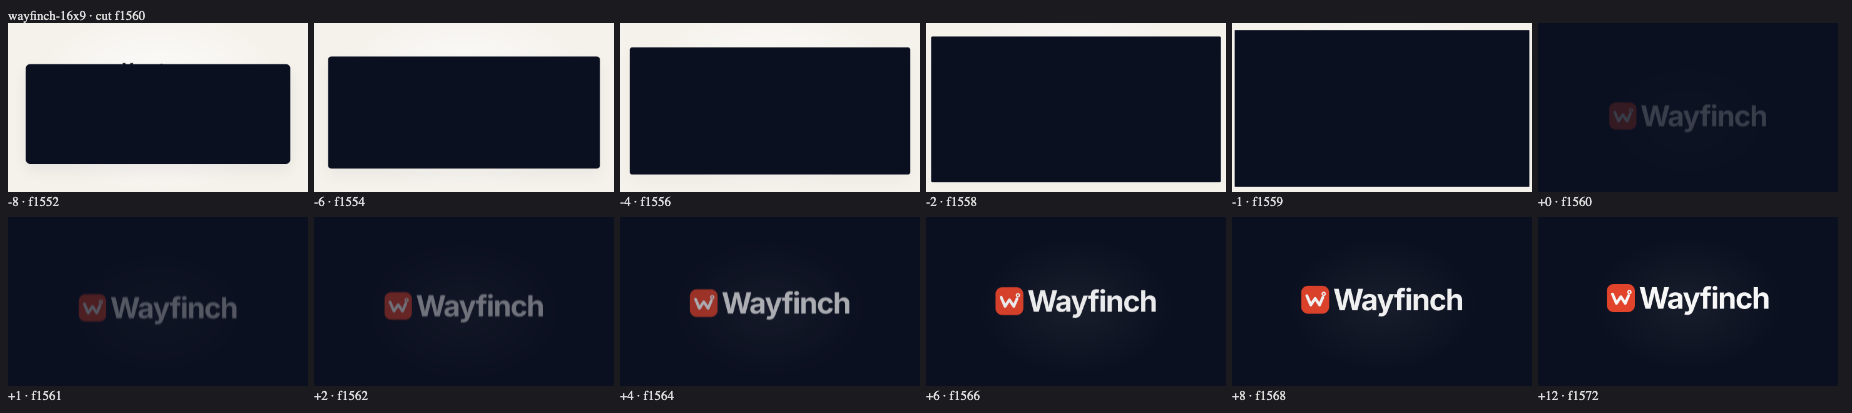 wayfinch-16x9 · cut f1560
-8 · f1552
-6 · f1554
-4 · f1556
-2 · f1558
-1 · f1559
Wayfinch
+0 · f1560
Wayfinch
+1 · f1561
Wayfinch
+2 · f1562
Wayfinch
+4 · f1564
Wayfinch
+6 · f1566
Wayfinch
+8 · f1568
Wayfinch
+12 · f1572